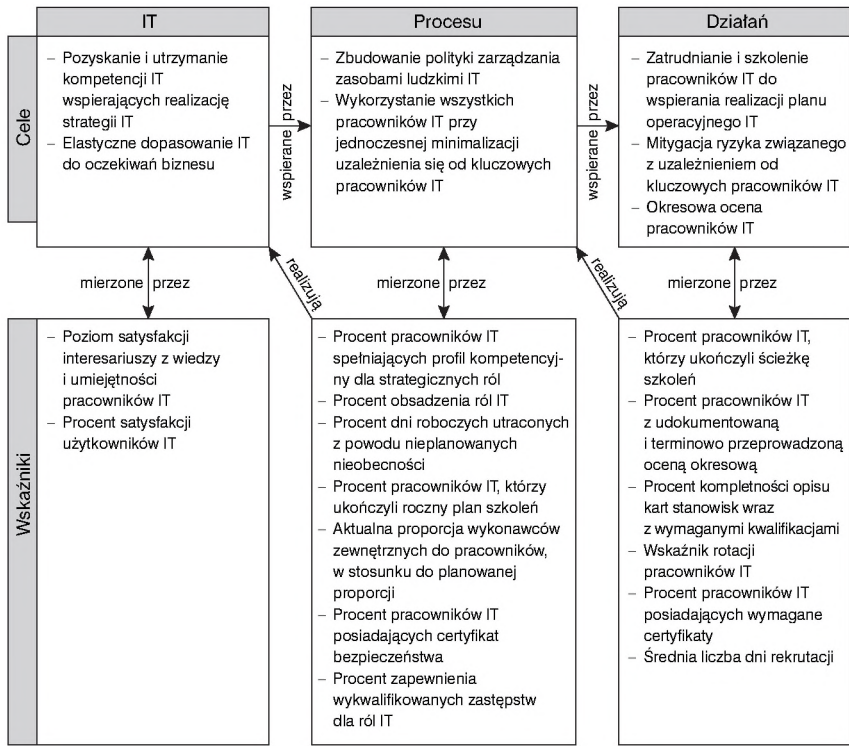 IT
Procesu
Działań
Cele
– Pozyskanie i utrzymanie
kompetencji IT
wspierających realizację
strategii IT
– Elastyczne dopasowanie IT
do oczekiwań biznesu
wspierane przez
– Zbudowanie polityki zarządzania
zasobami ludzkimi IT
– Wykorzystanie wszystkich
pracowników IT przy
jednoczesnej minimalizacji
uzależnienia się od kluczowych
pracowników IT
wspierane przez
– Zatrudnianie i szkolenie
pracowników IT do
wspierania realizacji planu
operacyjnego IT
– Mitygacja ryzyka związanego
z uzależnieniem od
kluczowych pracowników IT
– Okresowa ocena
pracowników IT
mierzone przez
realizują
mierzone przez
realizują
mierzone przez
Wskaźniki
– Poziom satysfakcji
interesariuszy z wiedzy
i umiejętności
pracowników IT
– Procent satysfakcji
użytkowników IT
– Procent pracowników IT
spełniających profil kompetencyj-
ny dla strategicznych ról
– Procent obsadzenia ról IT
– Procent dni roboczych utraconych
z powodu nieplanowanych
nieobecności
– Procent pracowników IT, którzy
ukończyli roczny plan szkoleń
– Aktualna proporcja wykonawców
zewnętrznych do pracowników,
w stosunku do planowanej
proporcji
– Procent pracowników IT
posiadających certyfikat
bezpieczeństwa
– Procent zapewnienia
wykwalifikowanych zastępstw
dla ról IT
– Procent pracowników IT,
którzy ukończyli ścieżkę
szkoleń
– Procent pracowników IT
z udokumentowaną
i terminowo przeprowadzoną
oceną okresową
– Procent kompletności opisu
kart stanowisk wraz
z wymaganymi kwalifikacjami
– Wskaźnik rotacji
pracowników IT
– Procent pracowników IT
posiadających wymagane
certyfikaty
– Średnia liczba dni rekrutacji